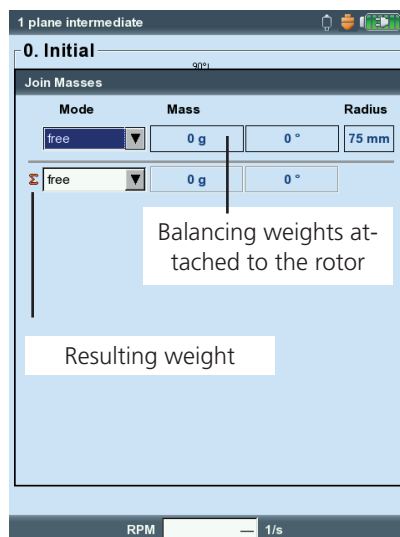 1 plane intermediate
0. Initial
90°
Join Masses
Mode Mass Radius
free 0 g 0 ° 75 mm
Σ free 0 g 0 °
Balancing weights at-
tached to the rotor
Resulting weight
RPM — 1/s